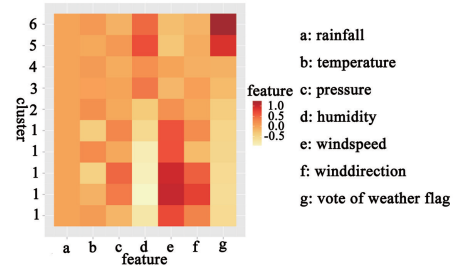 6
5
4
3
2
1
1
1
1
1
cluster
a b c d e f g
feature
feature
1.0
0.5
0.0
-0.5
a: rainfall
b: temperature
c: pressure
d: humidity
e: windspeed
f: winddirection
g: vote of weather flag